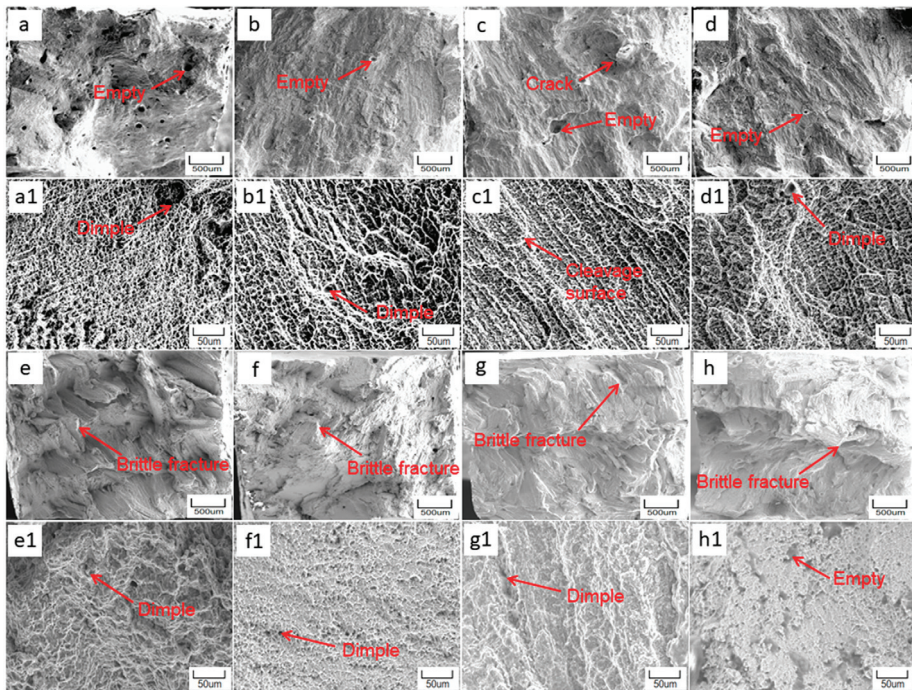 a
Empty
500um
b
Empty
500um
c
Crack
Empty
500um
d
Empty
500um
a1
Dimple
50um
b1
Dimple
50um
c1
Cleavage
surface
50um
d1
Dimple
50um
e
Brittle fracture
500um
f
Brittle fracture
500um
g
Brittle fracture
500um
h
Brittle fracture
500um
e1
Dimple
50um
f1
Dimple
50um
g1
Dimple
50um
h1
Empty
50um